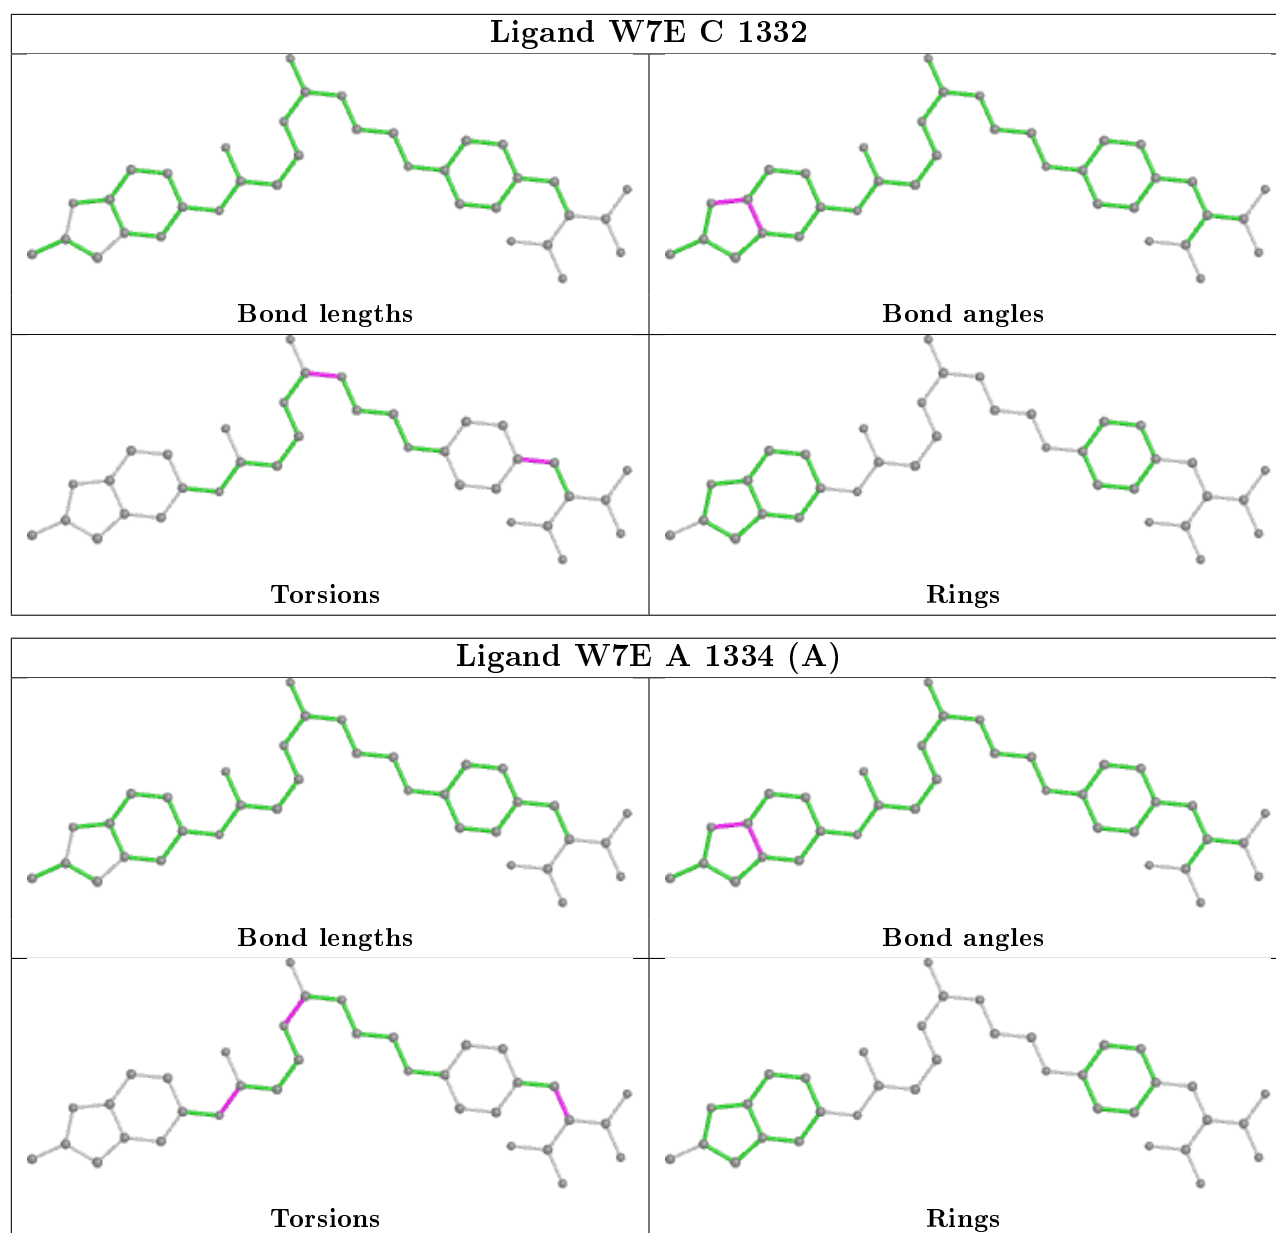 Ligand W7E C 1332
Bond lengths
Bond angles
Torsions
Rings
Ligand W7E A 1334 (A)
Bond lengths
Bond angles
Torsions
Rings